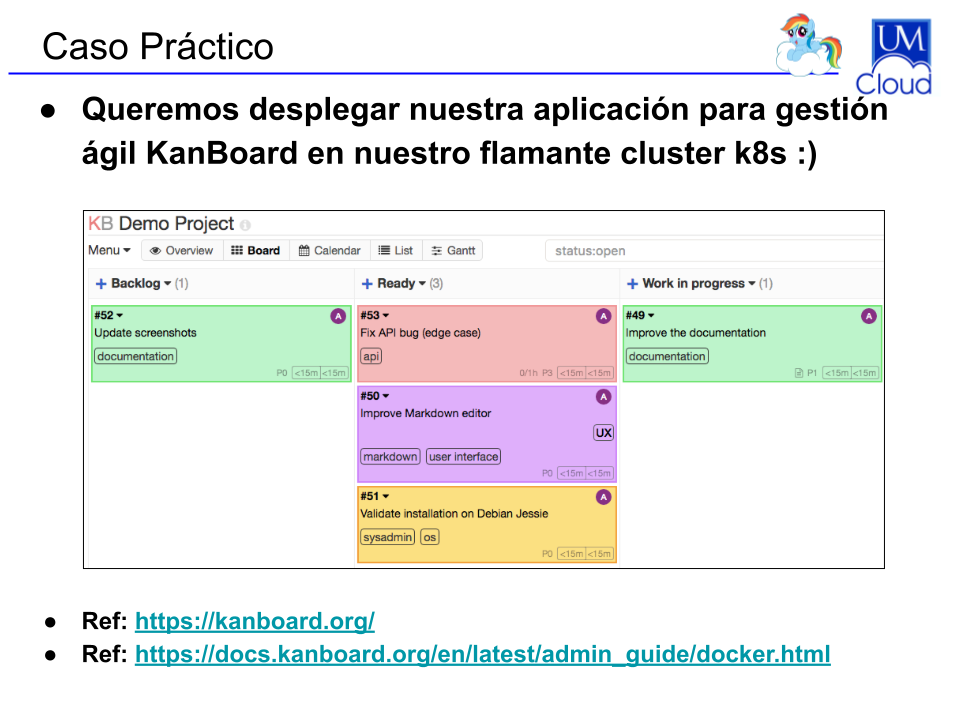 Caso Práctico
UM
Cloud
● Queremos desplegar nuestra aplicación para gestión
ágil KanBoard en nuestro flamante cluster k8s :)
KB Demo Project
Menu Overview Board Calendar List Gantt status:open
+ Backlog (1)
#52 A
Update screenshots
documentation
P0 <15m <15m
+ Ready (3)
#53 A
Fix API bug (edge case)
api
0/1h P3 <15m <15m
#50 A
Improve Markdown editor
UX
markdown user interface
P0 <15m <15m
#51 A
Validate installation on Debian Jessie
sysadmin os
P0 <15m <15m
+ Work in progress (1)
#49 A
Improve the documentation
documentation
P1 <15m <15m
● Ref: https://kanboard.org/
● Ref: https://docs.kanboard.org/en/latest/admin_guide/docker.html